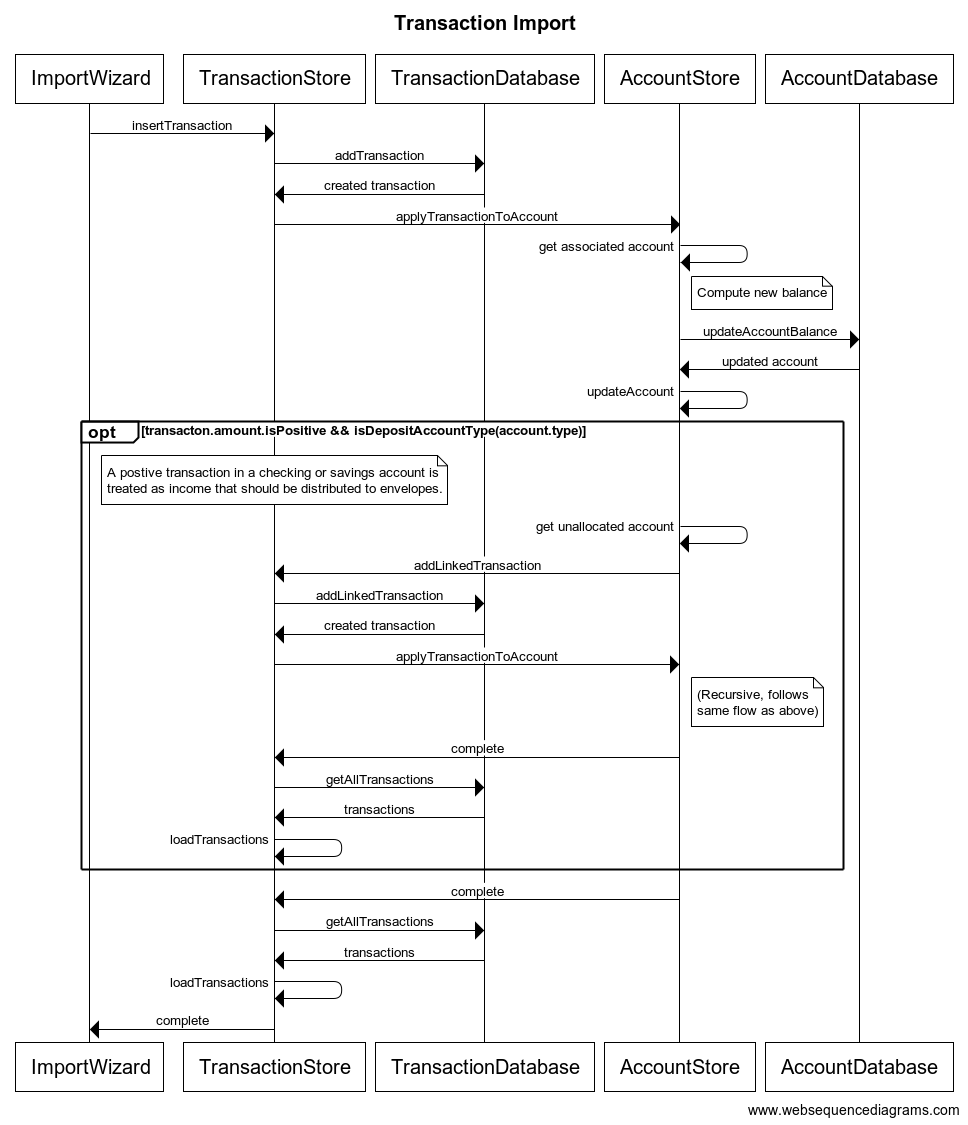 Transaction Import
ImportWizard
TransactionStore
TransactionDatabase
AccountStore
AccountDatabase
insertTransaction
addTransaction
created transaction
applyTransactionToAccount
get associated account
Compute new balance
updateAccountBalance
updated account
updateAccount
opt
[transacton.amount.isPositive && isDepositAccountType(account.type)]
A postive transaction in a checking or savings account is
treated as income that should be distributed to envelopes.
get unallocated account
addLinkedTransaction
addLinkedTransaction
created transaction
applyTransactionToAccount
(Recursive, follows
same flow as above)
complete
getAllTransactions
transactions
loadTransactions
complete
getAllTransactions
transactions
loadTransactions
complete
ImportWizard
TransactionStore
TransactionDatabase
AccountStore
AccountDatabase
www.websequencediagrams.com